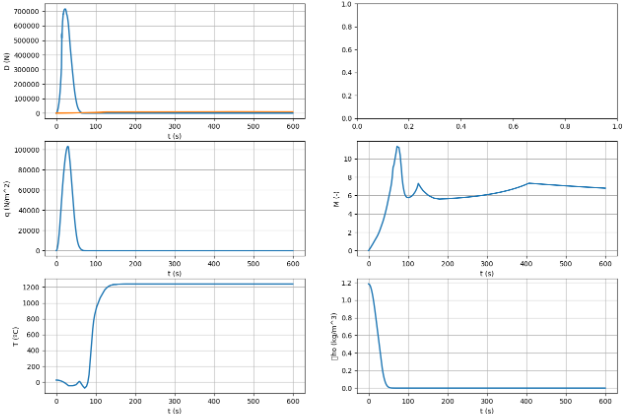 700000
600000
500000
400000
300000
200000
100000
0
D (N)
0 100 200 300 400 500 600
t (s)
1.0
0.8
0.6
0.4
0.2
0.0
0.0 0.2 0.4 0.6 0.8 1.0
100000
80000
60000
40000
20000
0
q (N/m^2)
0 100 200 300 400 500 600
t (s)
10
8
6
4
2
0
M (-)
0 100 200 300 400 500 600
t (s)
1200
1000
800
600
400
200
0
T (ºC)
0 100 200 300 400 500 600
t (s)
1.2
1.0
0.8
0.6
0.4
0.2
0.0
▯ho (kg/m^3)
0 100 200 300 400 500 600
t (s)